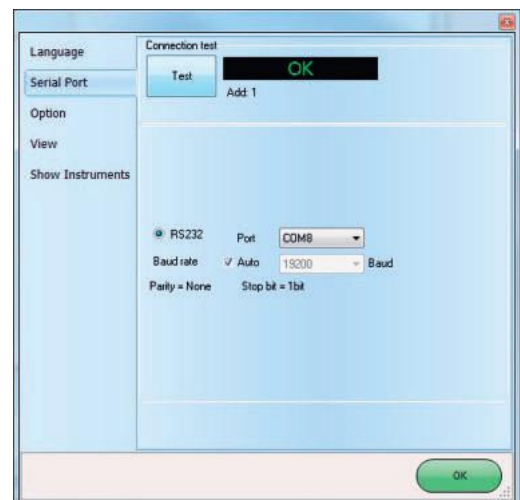 Language
Serial Port
Option
View
Show Instruments
Connection test
Test
OK
Add: 1
RS232 Port COM8
Baud rate Auto 19200 Baud
Parity = None Stop bit = 1bit
OK